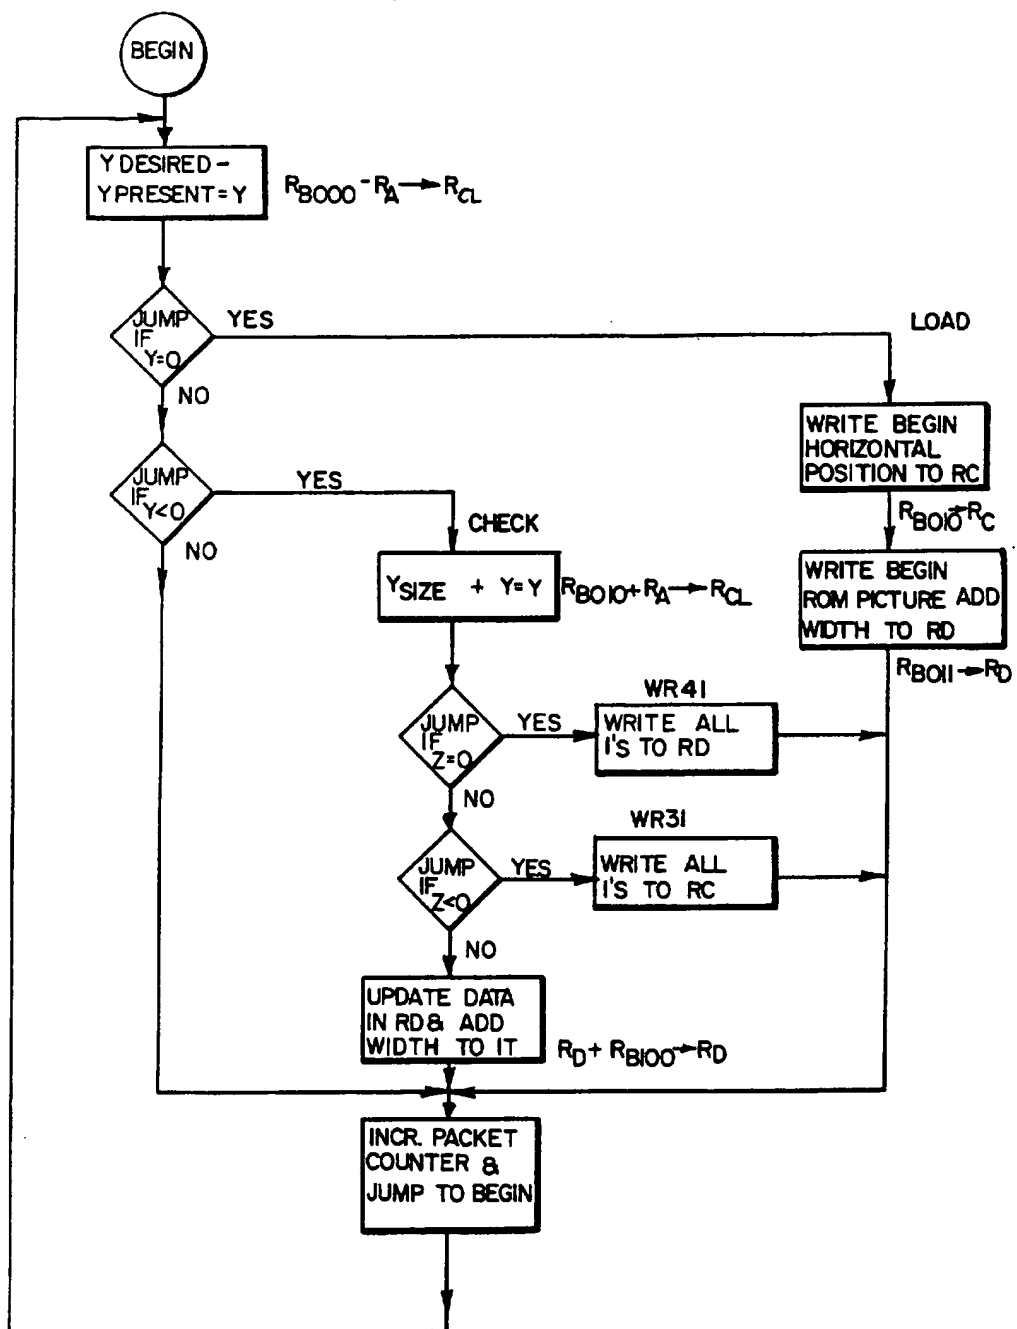 BEGIN
Y DESIRED -
Y PRESENT = Y
RB000 - RA → RCL
JUMP
IF
Y=0
YES
NO
LOAD
WRITE BEGIN
HORIZONTAL
POSITION TO RC
RB010 → RC
WRITE BEGIN
ROM PICTURE ADD
WIDTH TO RD
RB011 → RD
JUMP
IF
Y<0
YES
NO
CHECK
YSIZE + Y=Y
RB010 + RA → RCL
JUMP
IF
Z=0
YES
NO
WR41
WRITE ALL
1'S TO RD
JUMP
IF
Z<0
YES
NO
WR31
WRITE ALL
1'S TO RC
UPDATE DATA
IN RD & ADD
WIDTH TO IT
RD + RB100 → RD
INCR. PACKET
COUNTER &
JUMP TO BEGIN